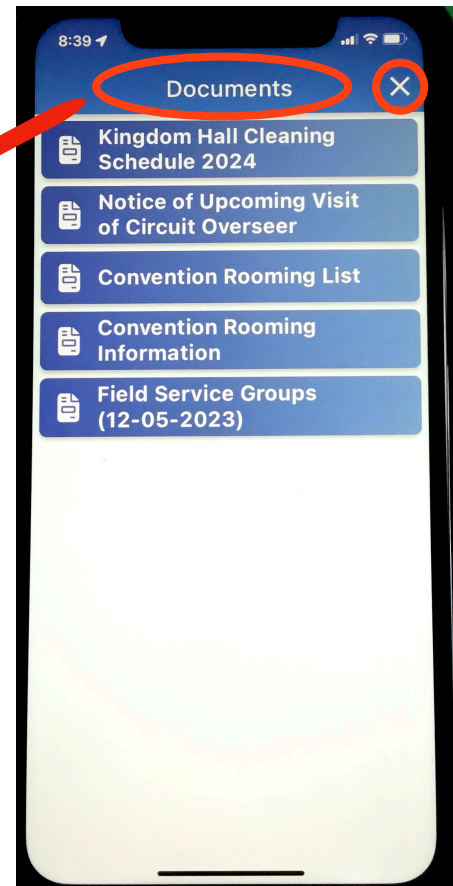 8:39
Documents
Kingdom Hall Cleaning
Schedule 2024
Notice of Upcoming Visit
of Circuit Overseer
Convention Rooming List
Convention Rooming
Information
Field Service Groups
(12-05-2023)